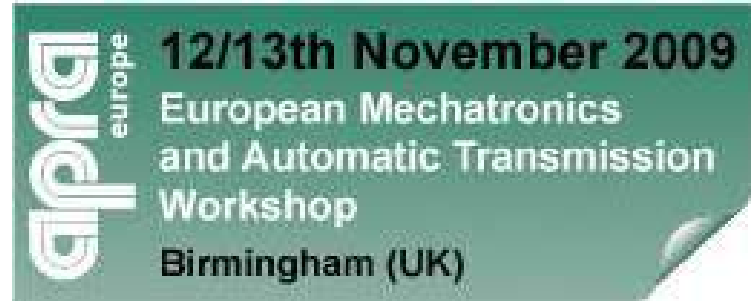 apra
europe
12/13th November 2009
European Mechatronics
and Automatic Transmission
Workshop
Birmingham (UK)